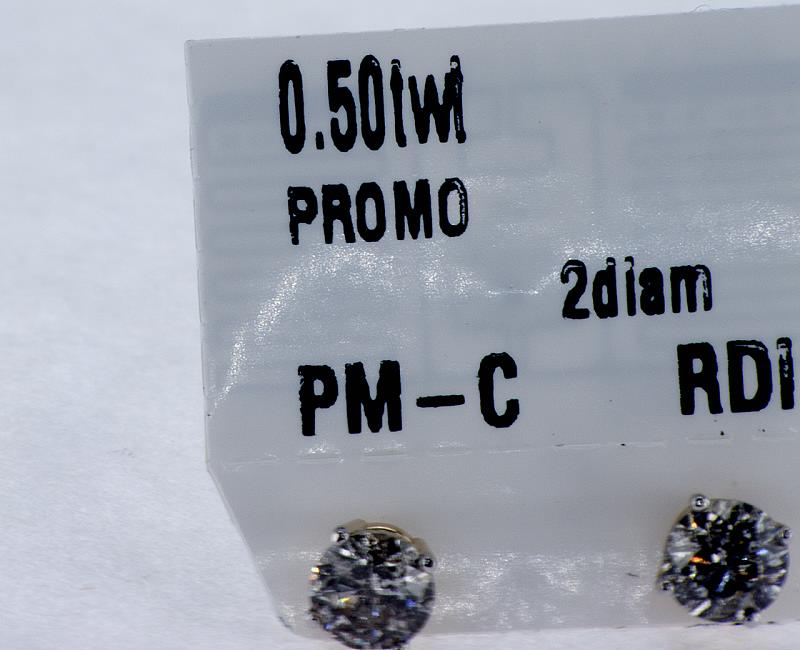 0.50twt
PROMO
2diam
PM-C RDI